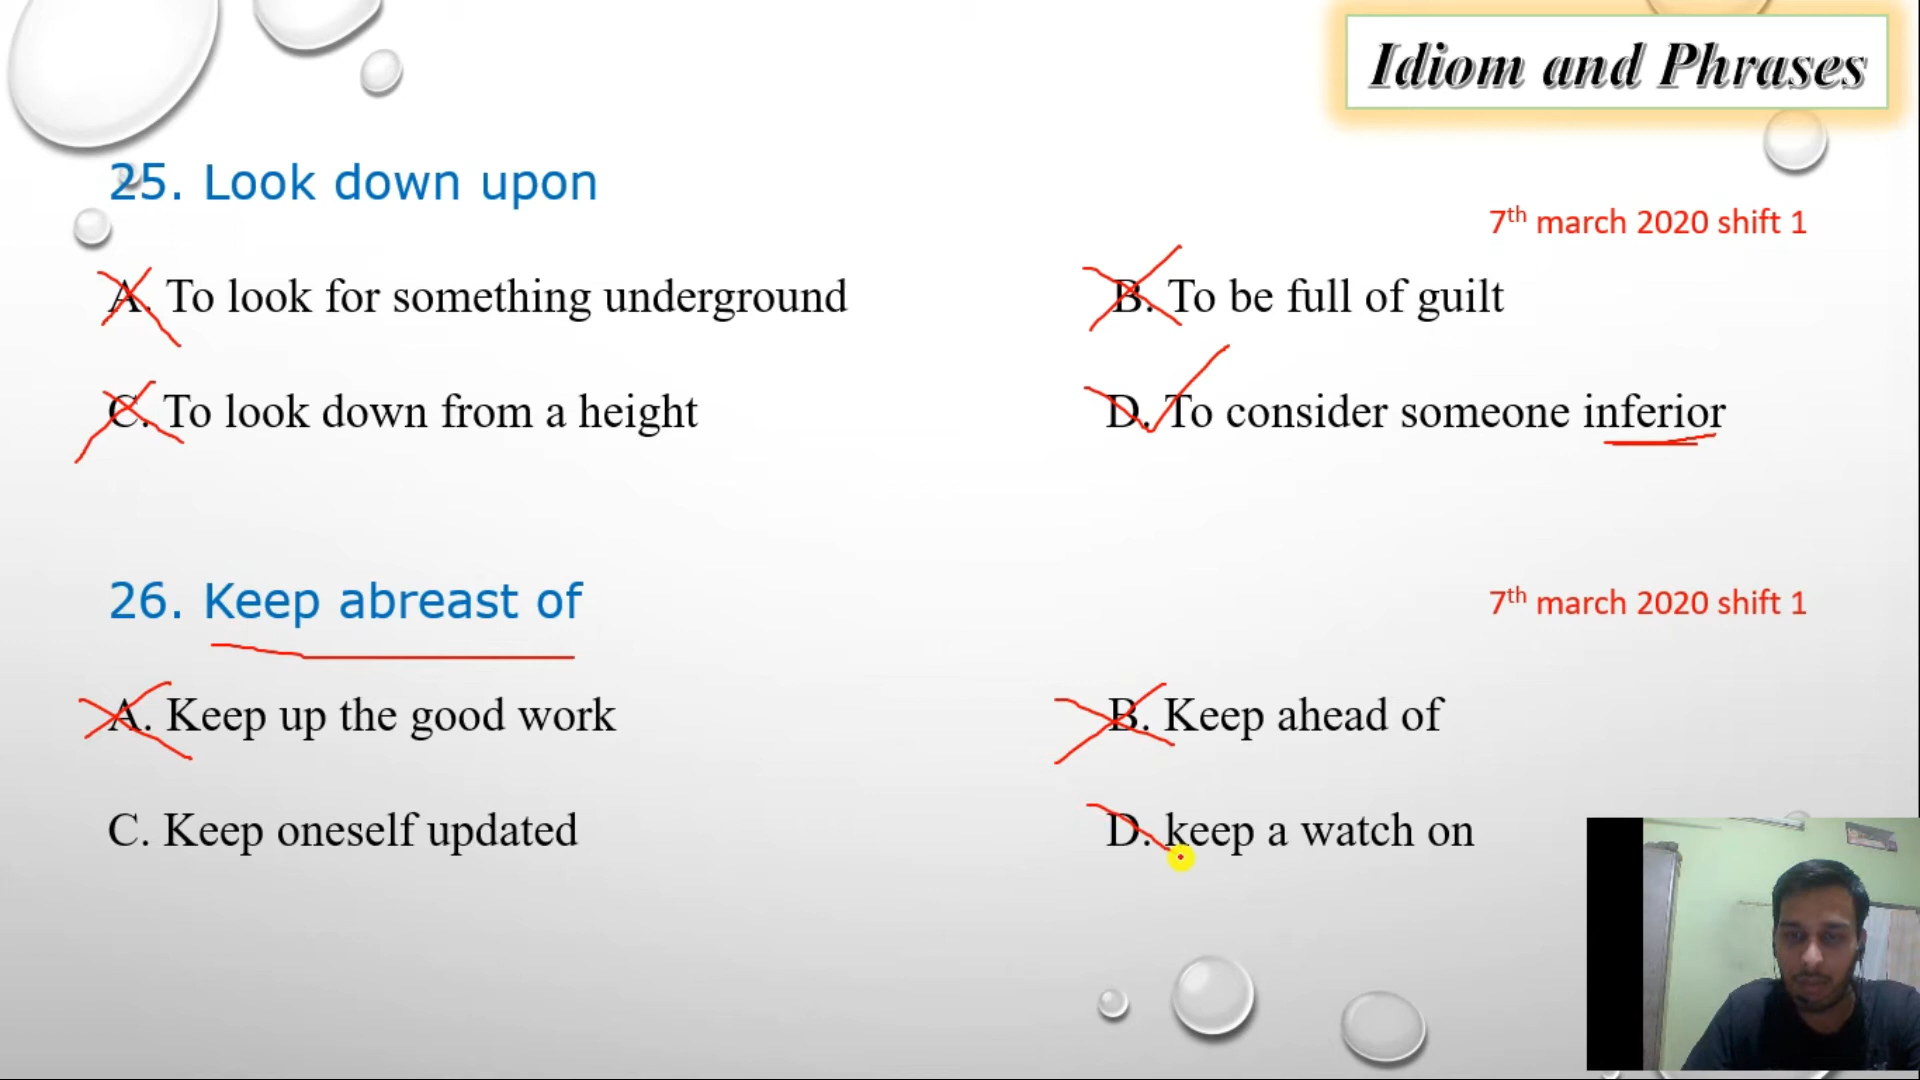 Idiom and Phrases
25. Look down upon
7th march 2020 shift 1
A. To look for something underground
B. To be full of guilt
C. To look down from a height
D. To consider someone inferior
26. Keep abreast of
7th march 2020 shift 1
A. Keep up the good work
B. Keep ahead of
C. Keep oneself updated
D. keep a watch on